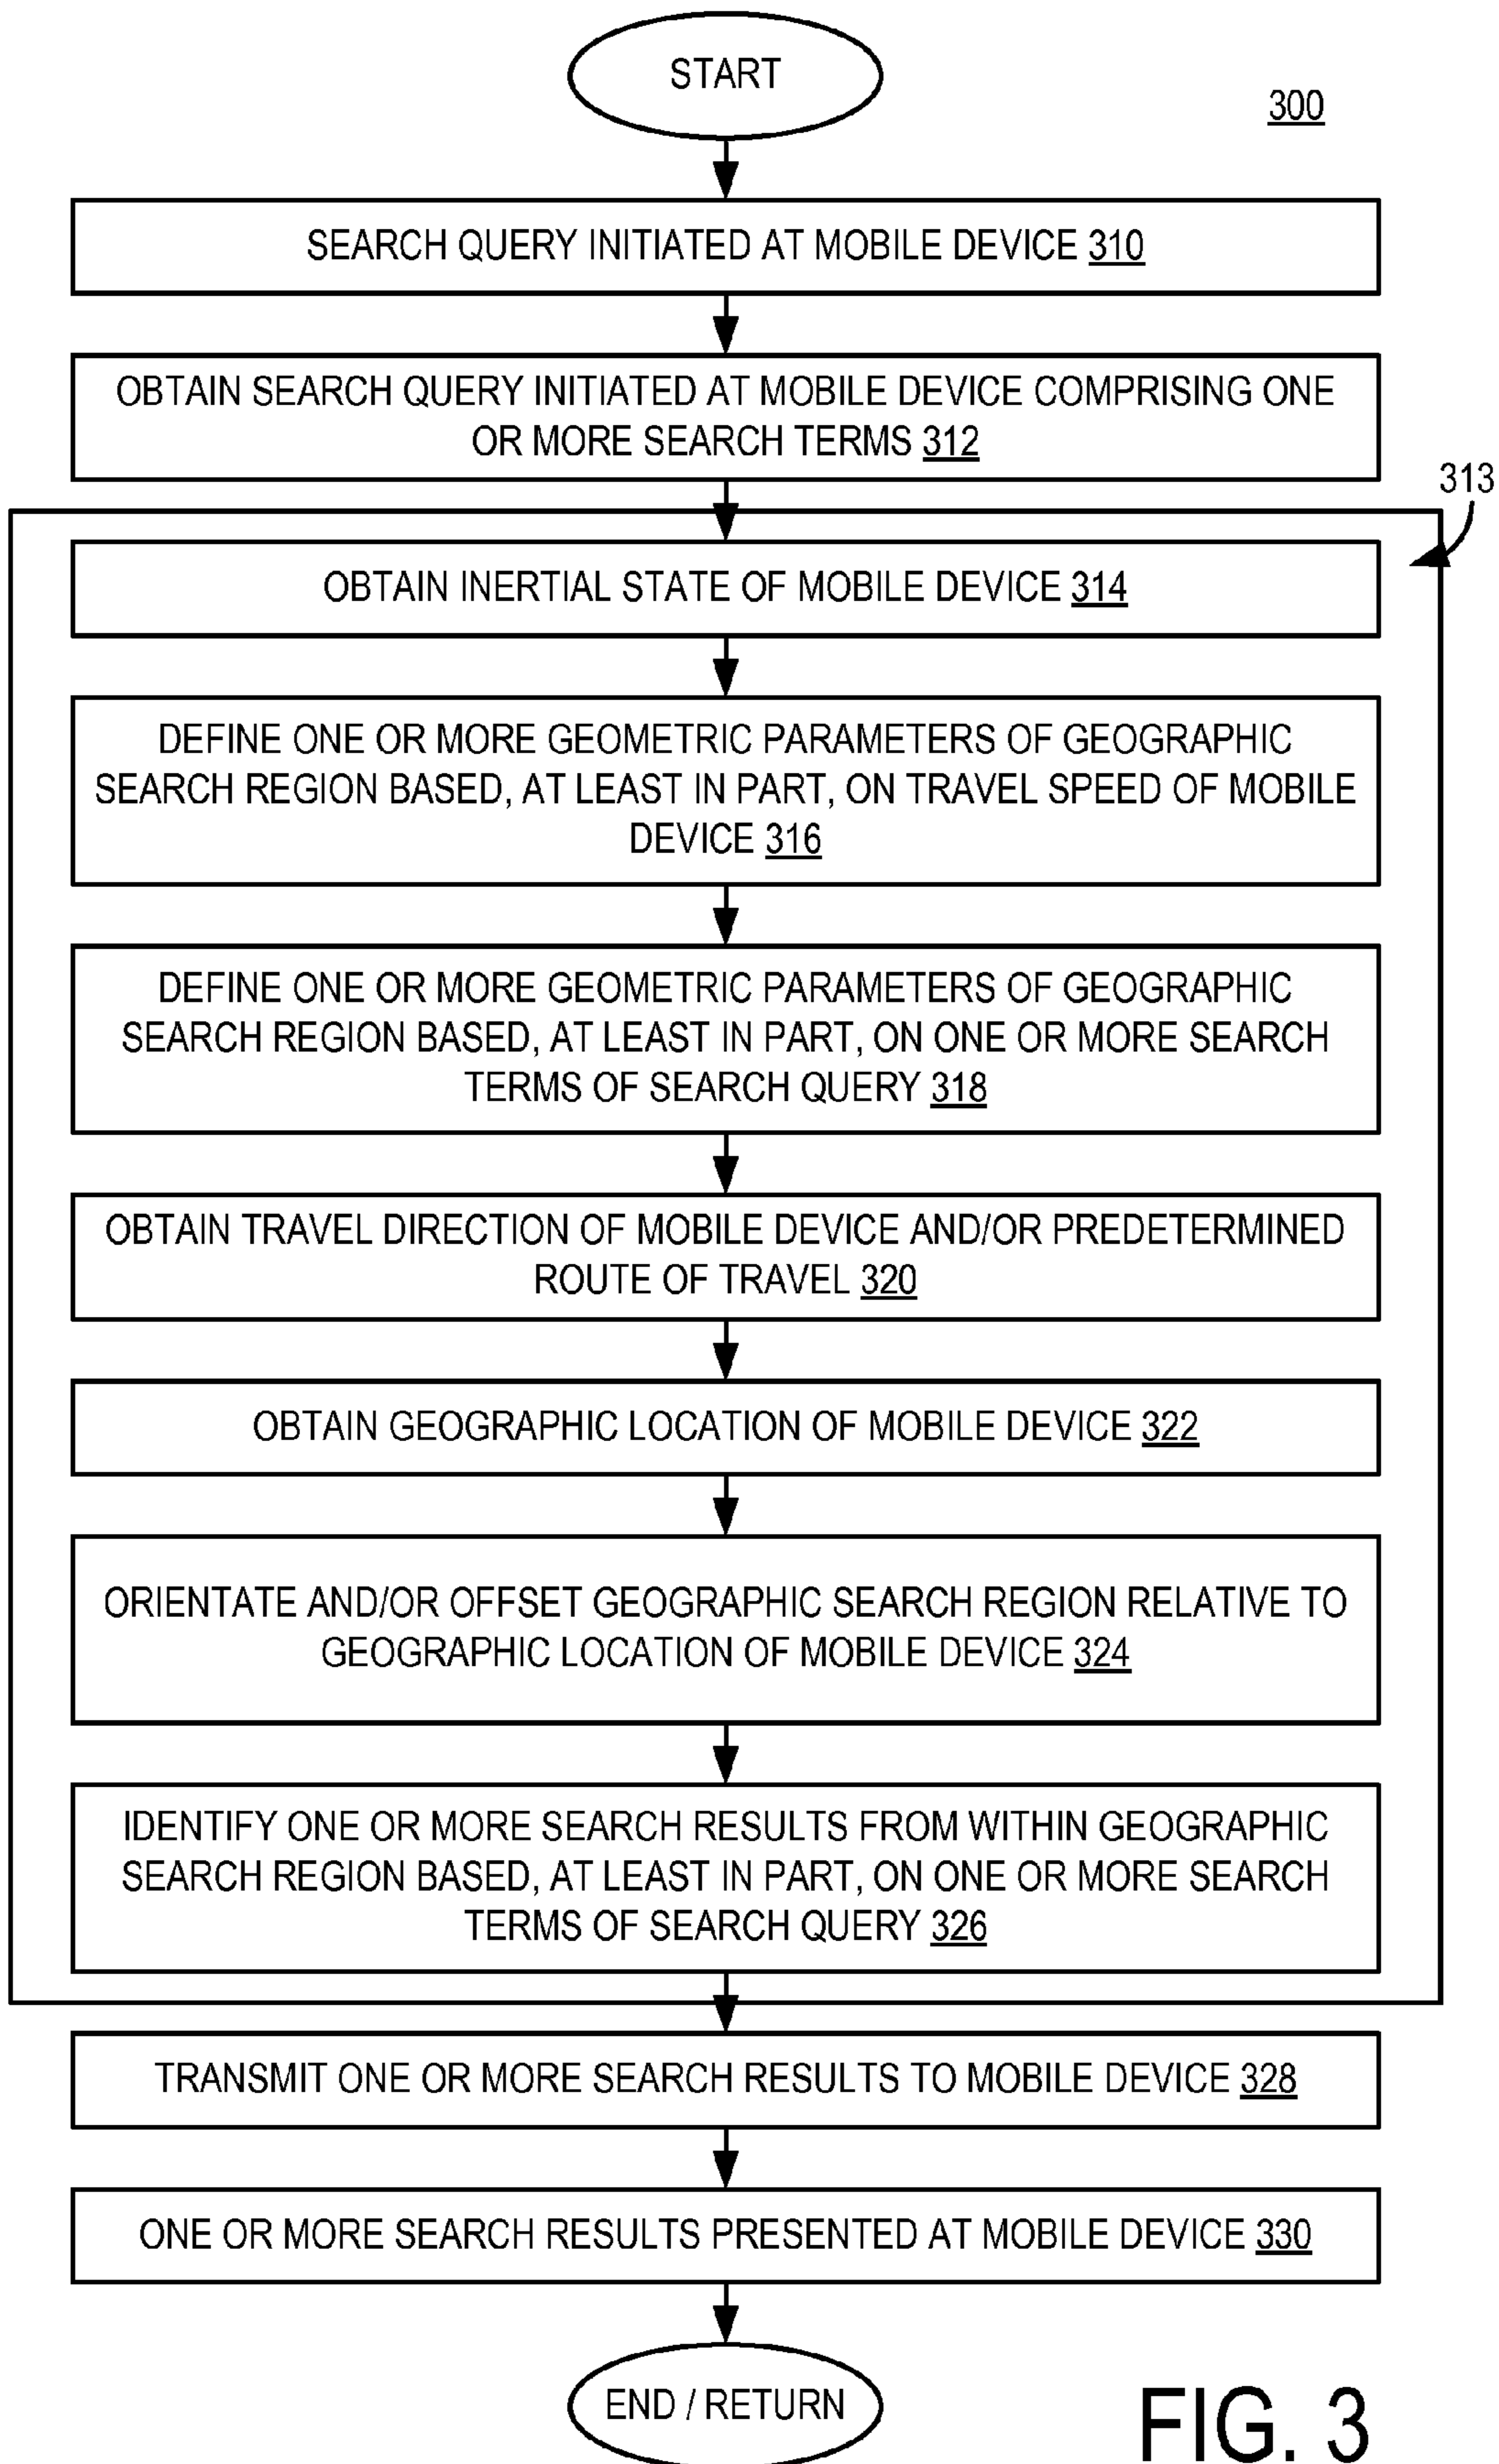 START
300
SEARCH QUERY INITIATED AT MOBILE DEVICE 310
OBTAIN SEARCH QUERY INITIATED AT MOBILE DEVICE COMPRISING ONE
OR MORE SEARCH TERMS 312
313
OBTAIN INERTIAL STATE OF MOBILE DEVICE 314
DEFINE ONE OR MORE GEOMETRIC PARAMETERS OF GEOGRAPHIC
SEARCH REGION BASED, AT LEAST IN PART, ON TRAVEL SPEED OF MOBILE
DEVICE 316
DEFINE ONE OR MORE GEOMETRIC PARAMETERS OF GEOGRAPHIC
SEARCH REGION BASED, AT LEAST IN PART, ON ONE OR MORE SEARCH
TERMS OF SEARCH QUERY 318
OBTAIN TRAVEL DIRECTION OF MOBILE DEVICE AND/OR PREDETERMINED
ROUTE OF TRAVEL 320
OBTAIN GEOGRAPHIC LOCATION OF MOBILE DEVICE 322
ORIENTATE AND/OR OFFSET GEOGRAPHIC SEARCH REGION RELATIVE TO
GEOGRAPHIC LOCATION OF MOBILE DEVICE 324
IDENTIFY ONE OR MORE SEARCH RESULTS FROM WITHIN GEOGRAPHIC
SEARCH REGION BASED, AT LEAST IN PART, ON ONE OR MORE SEARCH
TERMS OF SEARCH QUERY 326
TRANSMIT ONE OR MORE SEARCH RESULTS TO MOBILE DEVICE 328
ONE OR MORE SEARCH RESULTS PRESENTED AT MOBILE DEVICE 330
END / RETURN
FIG. 3